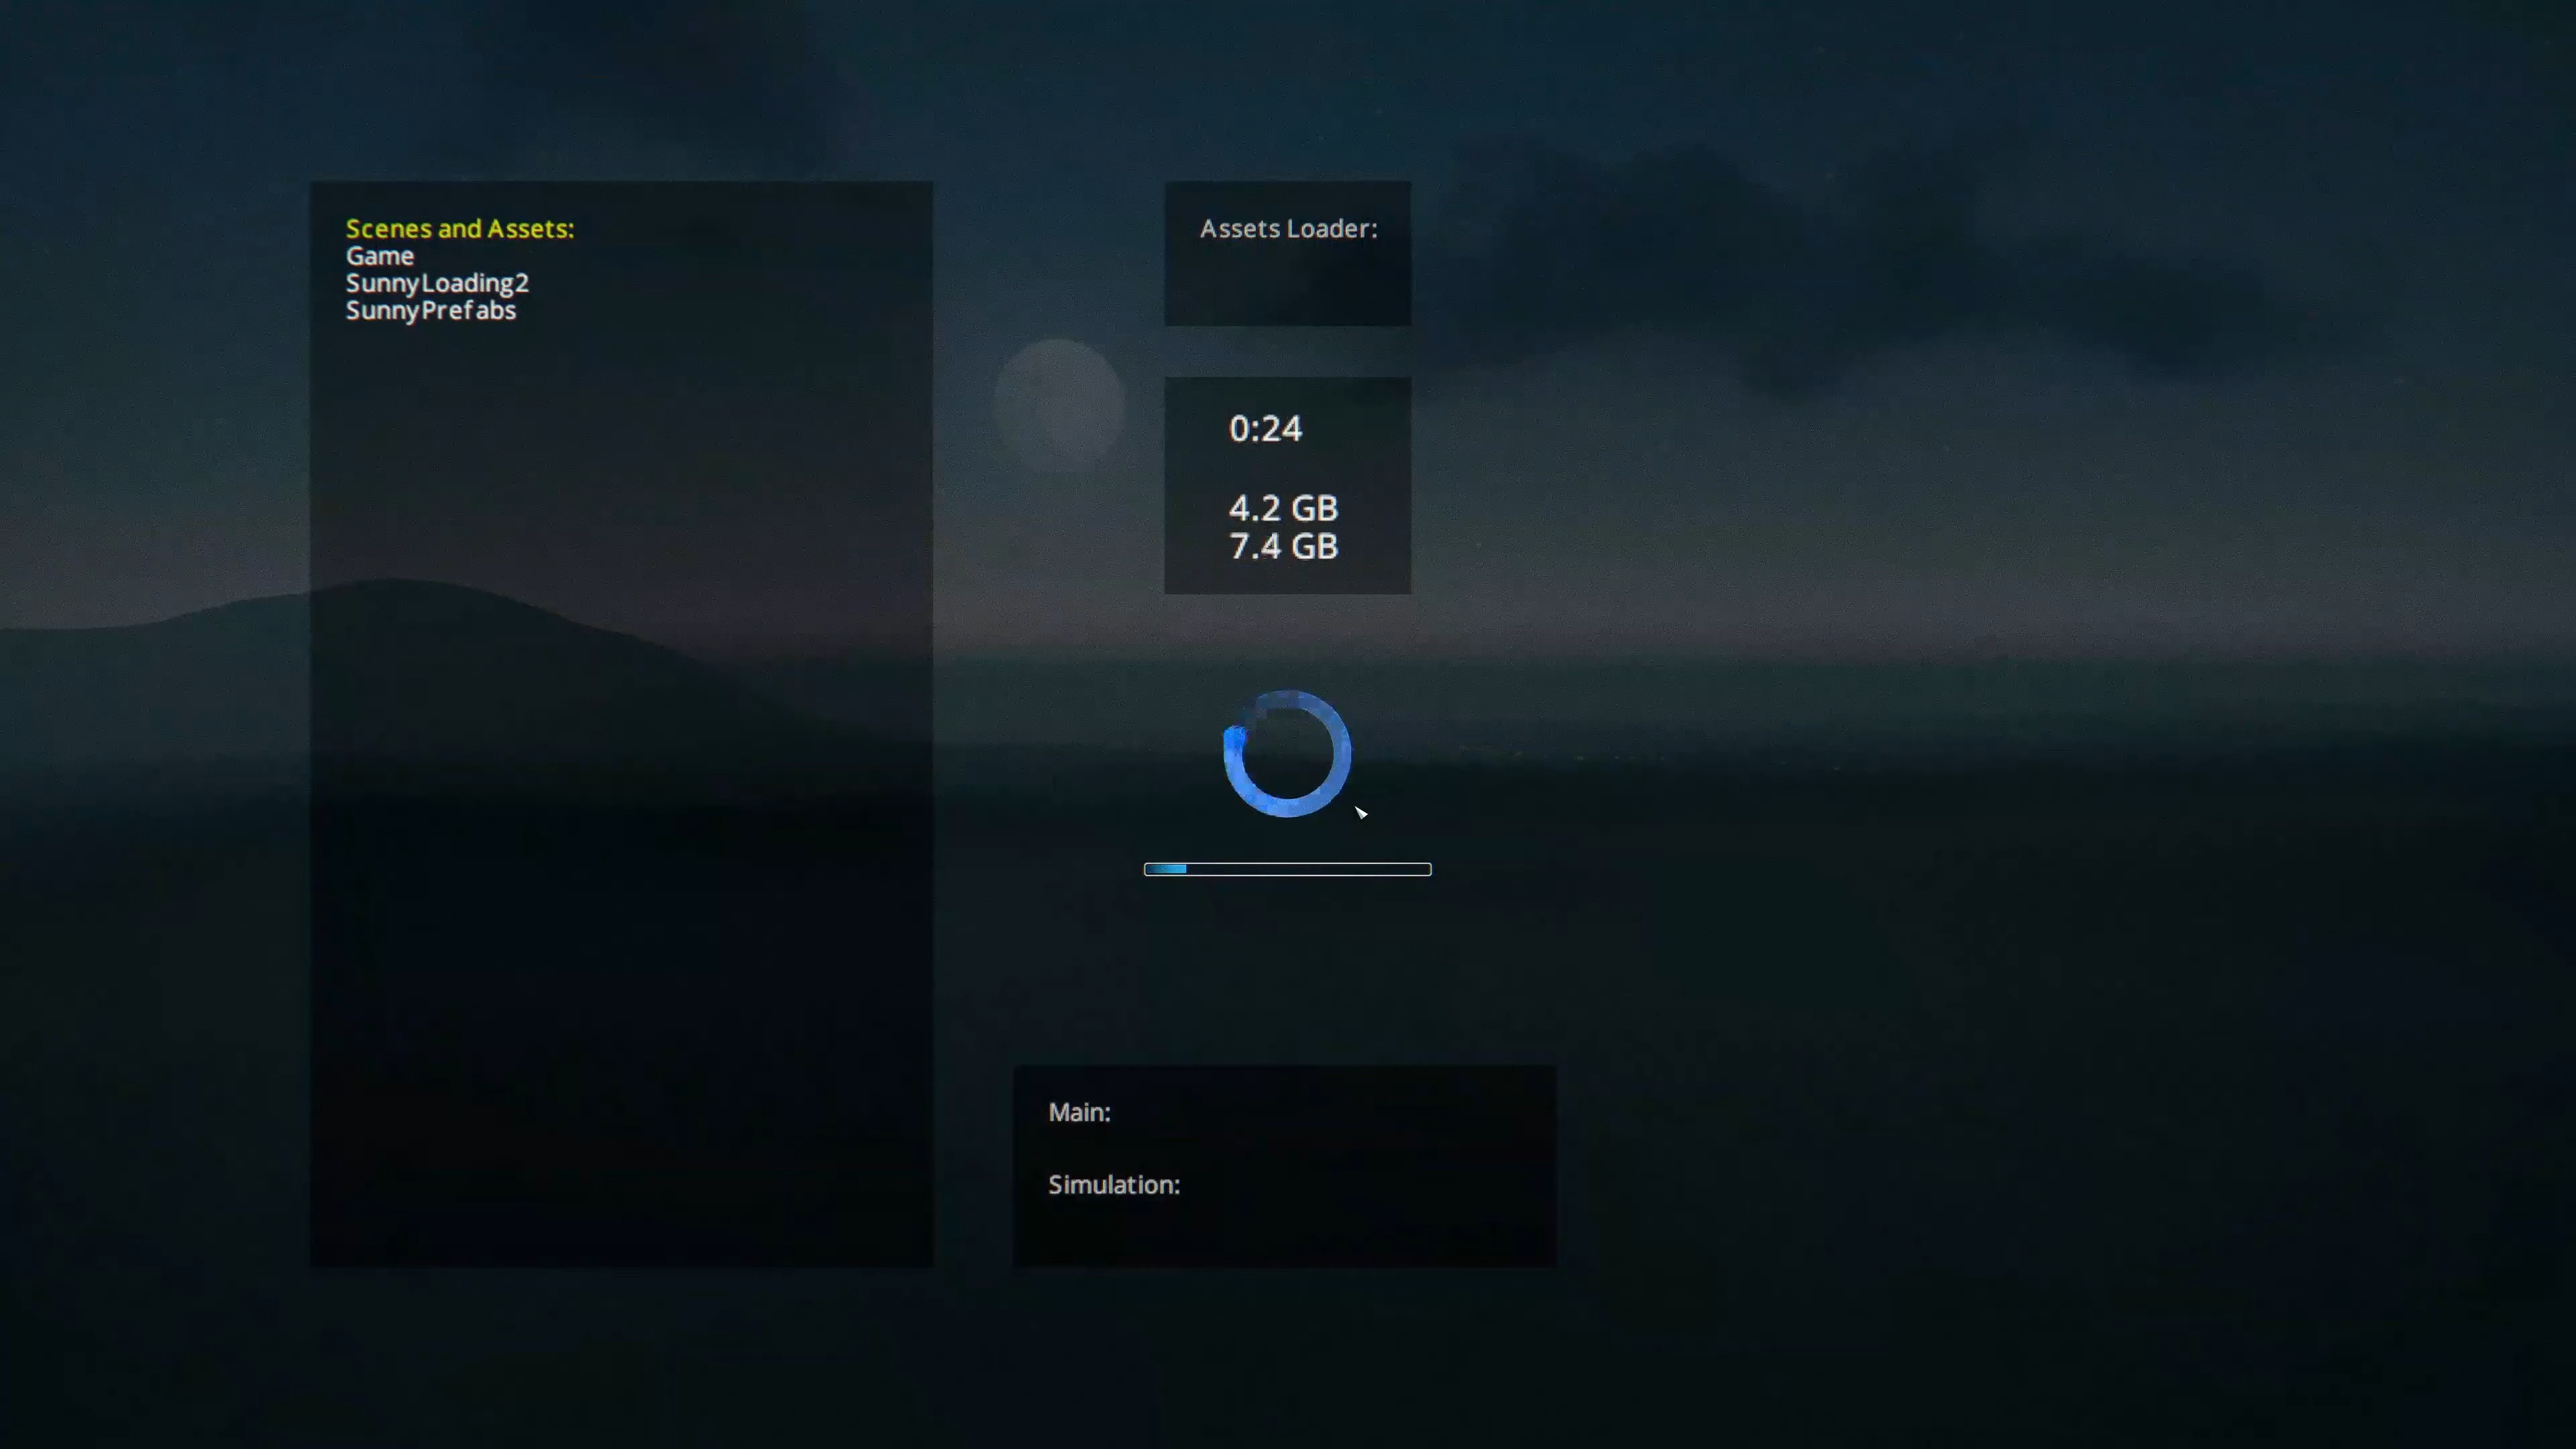 Scenes and Assets:
Game
SunnyLoading2
SunnyPrefabs
Assets Loader:
0:24
4.2 GB
7.4 GB
Main:
Simulation: